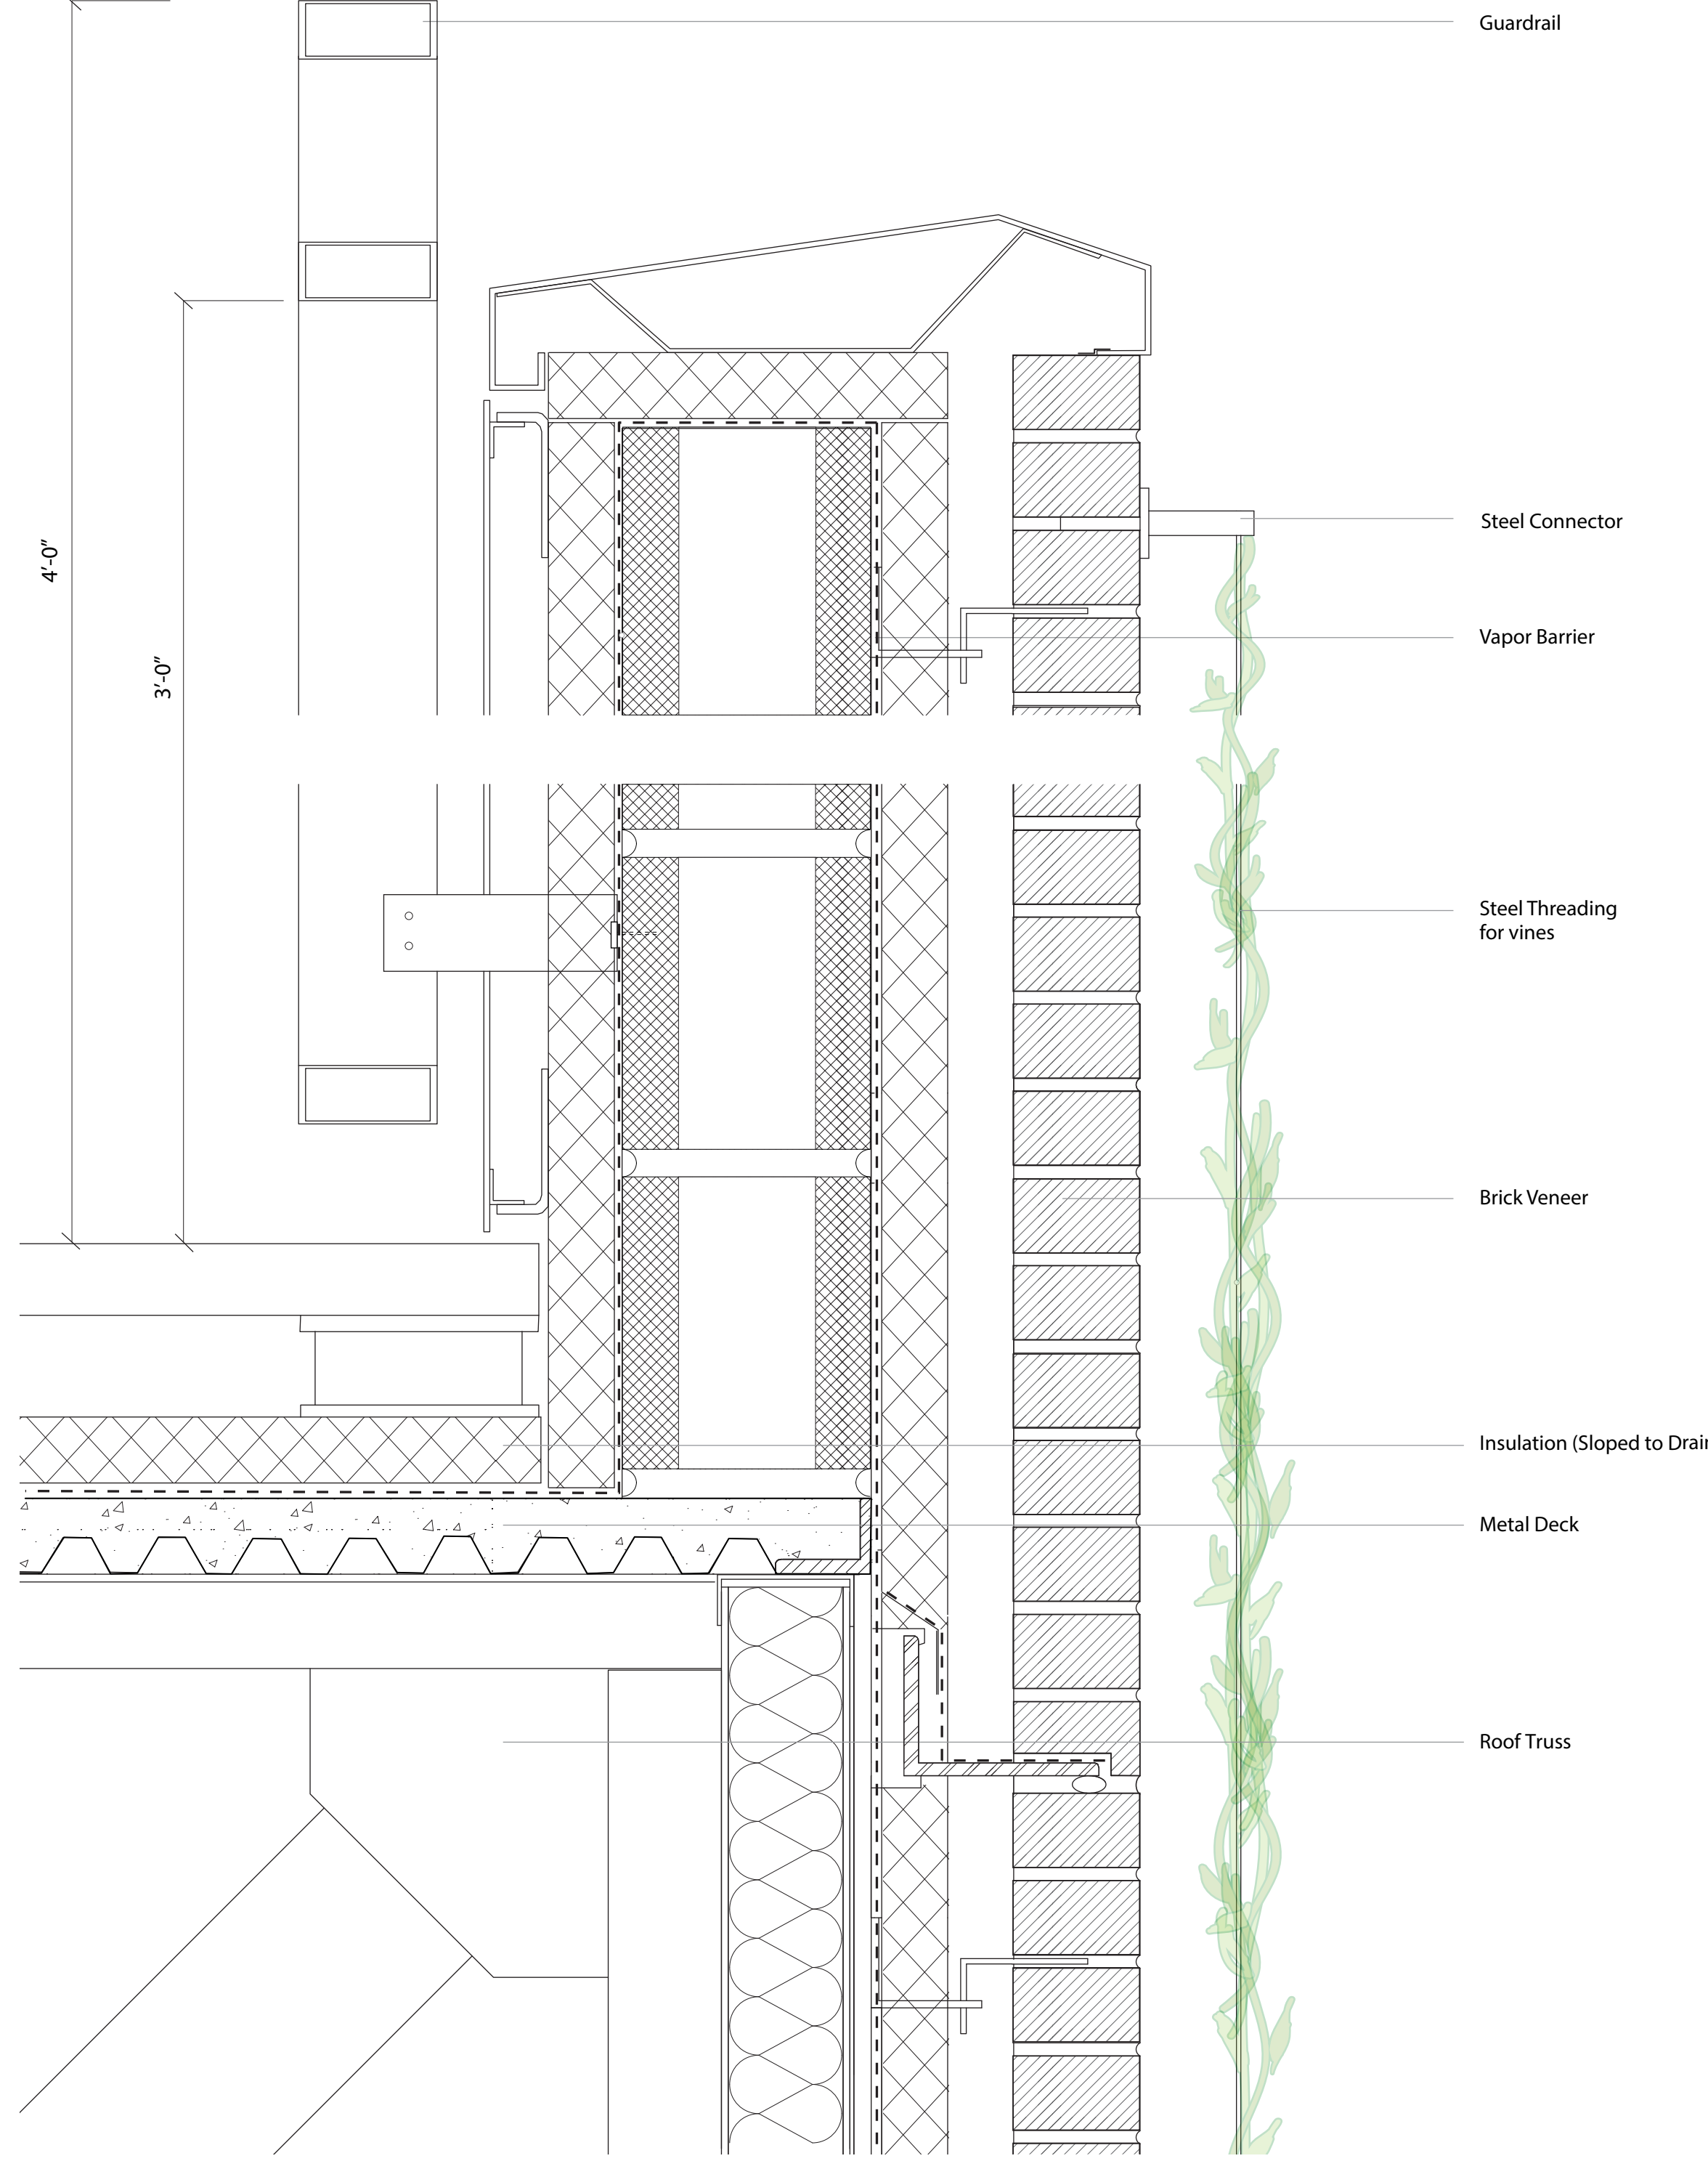 Guardrail
Steel Connector
4'-0"
Vapor Barrier
3'-0"
Steel Threading
for vines
Brick Veneer
Insulation (Sloped to
Metal Deck
Roof Truss